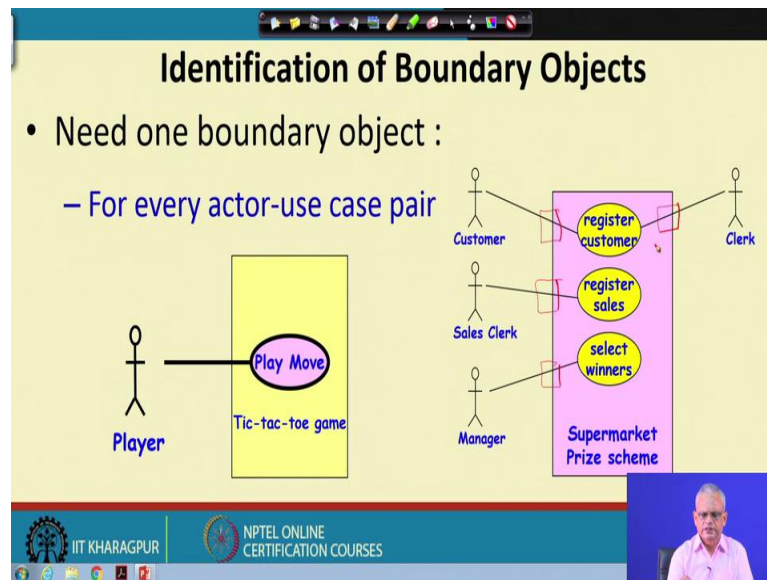 Identification of Boundary Objects
• Need one boundary object :
– For every actor-use case pair
Play Move
Tic-tac-toe game
Player
Customer
register
customer
Clerk
Sales Clerk
register
sales
Manager
select
winners
Supermarket
Prize scheme
IIT KHARAGPUR
NPTEL ONLINE
CERTIFICATION COURSES